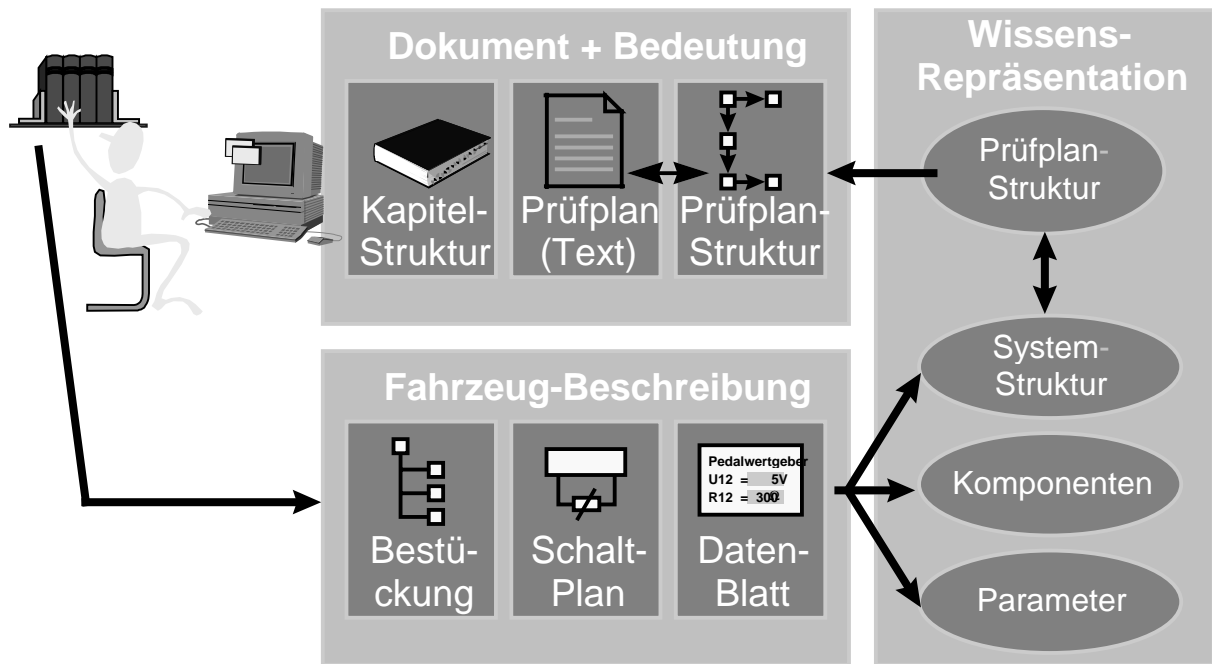 Dokument + Bedeutung
Kapitel-
Struktur
Prüfplan
(Text)
Prüfplan-
Struktur
Wissens-
Repräsentation
Prüfplan-
Struktur
System-
Struktur
Komponenten
Parameter
Fahrzeug-Beschreibung
Bestü-
ckung
Schalt-
Plan
Pedalwertgeber
U12 = 5V
R12 = 300Ω
Daten-
Blatt